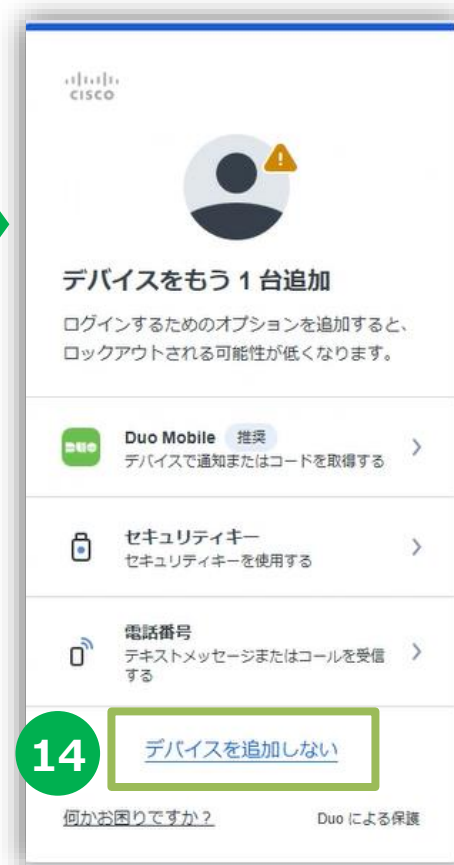 CISCO
デバイスをもう 1 台追加
ログインするためのオプションを追加すると、
ロックアウトされる可能性が低くなります。
DUO
Duo Mobile 推奨
デバイスで通知またはコードを取得する
セキュリティキー
セキュリティキーを使用する
電話番号
テキストメッセージまたはコールを受信
する
14
デバイスを追加しない
何かお困りですか？ Duo による保護